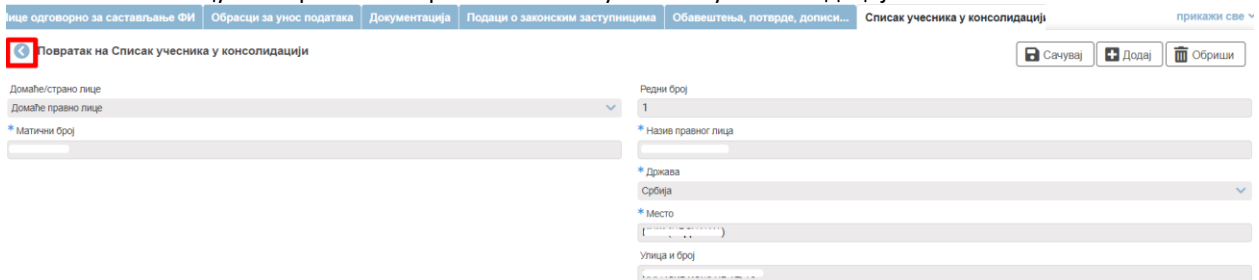 лице одговорно за састављање ФИ Обрасци за унос података Документација Подаци о законским заступницима Обавештења, потврде, дописи... Списак учесника у консолидациј прикажи све
Повратак на Списак учесника у консолидацији Сачувај Додај Обриши
Домаће/страно лице Редни број
Домаће правно лице 1
* Матични број * Назив правног лица
* Држава
Србија
* Место
Улица и број